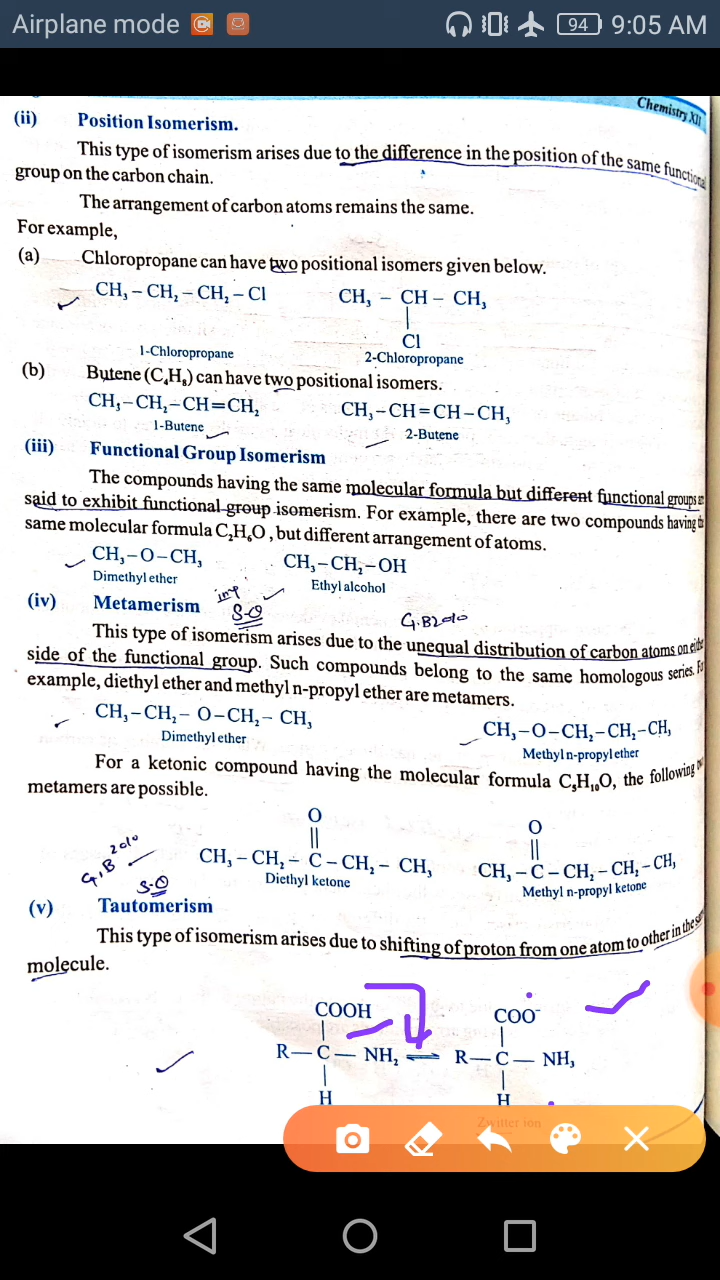 Airplane mode 94 9:05 AM
Chemistry XII
(ii) Position Isomerism.
This type of isomerism arises due to the difference in the position of the same functional
group on the carbon chain.
The arrangement of carbon atoms remains the same.
For example,
(a) Chloropropane can have two positional isomers given below.
CH₃ – CH₂ – CH₂ – Cl CH₃ – CH – CH₃
|
Cl
1-Chloropropane 2-Chloropropane
(b) Butene (C₄H₈) can have two positional isomers.
CH₃–CH₂–CH=CH₂ CH₃–CH=CH–CH₃
1-Butene 2-Butene
(iii) Functional Group Isomerism
The compounds having the same molecular formula but different functional groups
said to exhibit functional group isomerism. For example, there are two compounds having
same molecular formula C₂H₆O, but different arrangement of atoms.
CH₃–O–CH₃ CH₃–CH₂–OH
Dimethyl ether Ethyl alcohol
(iv) Metamerism imp S-Q G.B 2010
This type of isomerism arises due to the unequal distribution of carbon atoms on either
side of the functional group. Such compounds belong to the same homologous series. For
example, diethyl ether and methyl n-propyl ether are metamers.
CH₃–CH₂– O–CH₂– CH₃ CH₃–O–CH₂–CH₂–CH₃
Dimethyl ether Methyl n-propyl ether
For a ketonic compound having the molecular formula C₅H₁₀O, the following
metamers are possible.
O O
|| ||
CH₃ – CH₂ – C – CH₂ – CH₃ CH₃ – C – CH₂ – CH₂ – CH₃
Diethyl ketone Methyl n-propyl ketone
G,B 2010
S-Q
(v) Tautomerism
This type of isomerism arises due to shifting of proton from one atom to other in the same
molecule.
COOH COO⁻
| |
R — C — NH₂ ⇌ R — C — NH₃
| |
H H
Zwitter ion